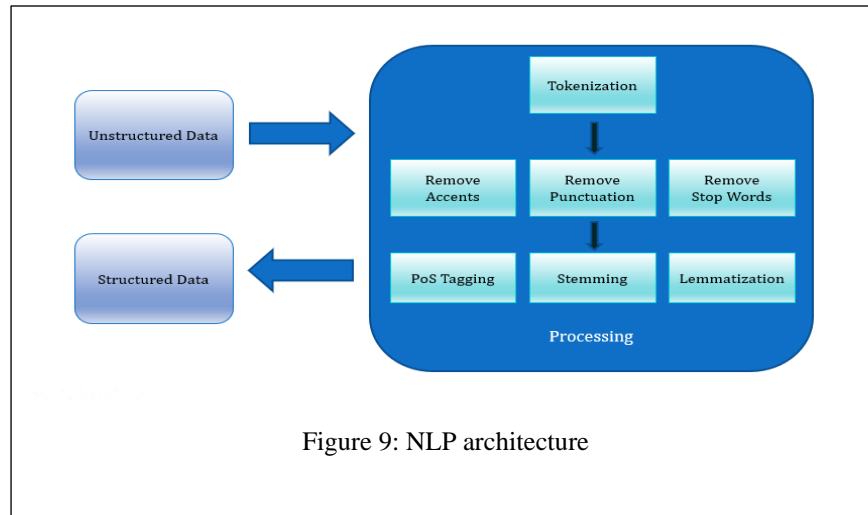 Tokenization
Unstructured Data
Remove
Accents
Remove
Punctuation
Remove
Stop Words
Structured Data
PoS Tagging
Stemming
Lemmatization
Processing
Figure 9: NLP architecture